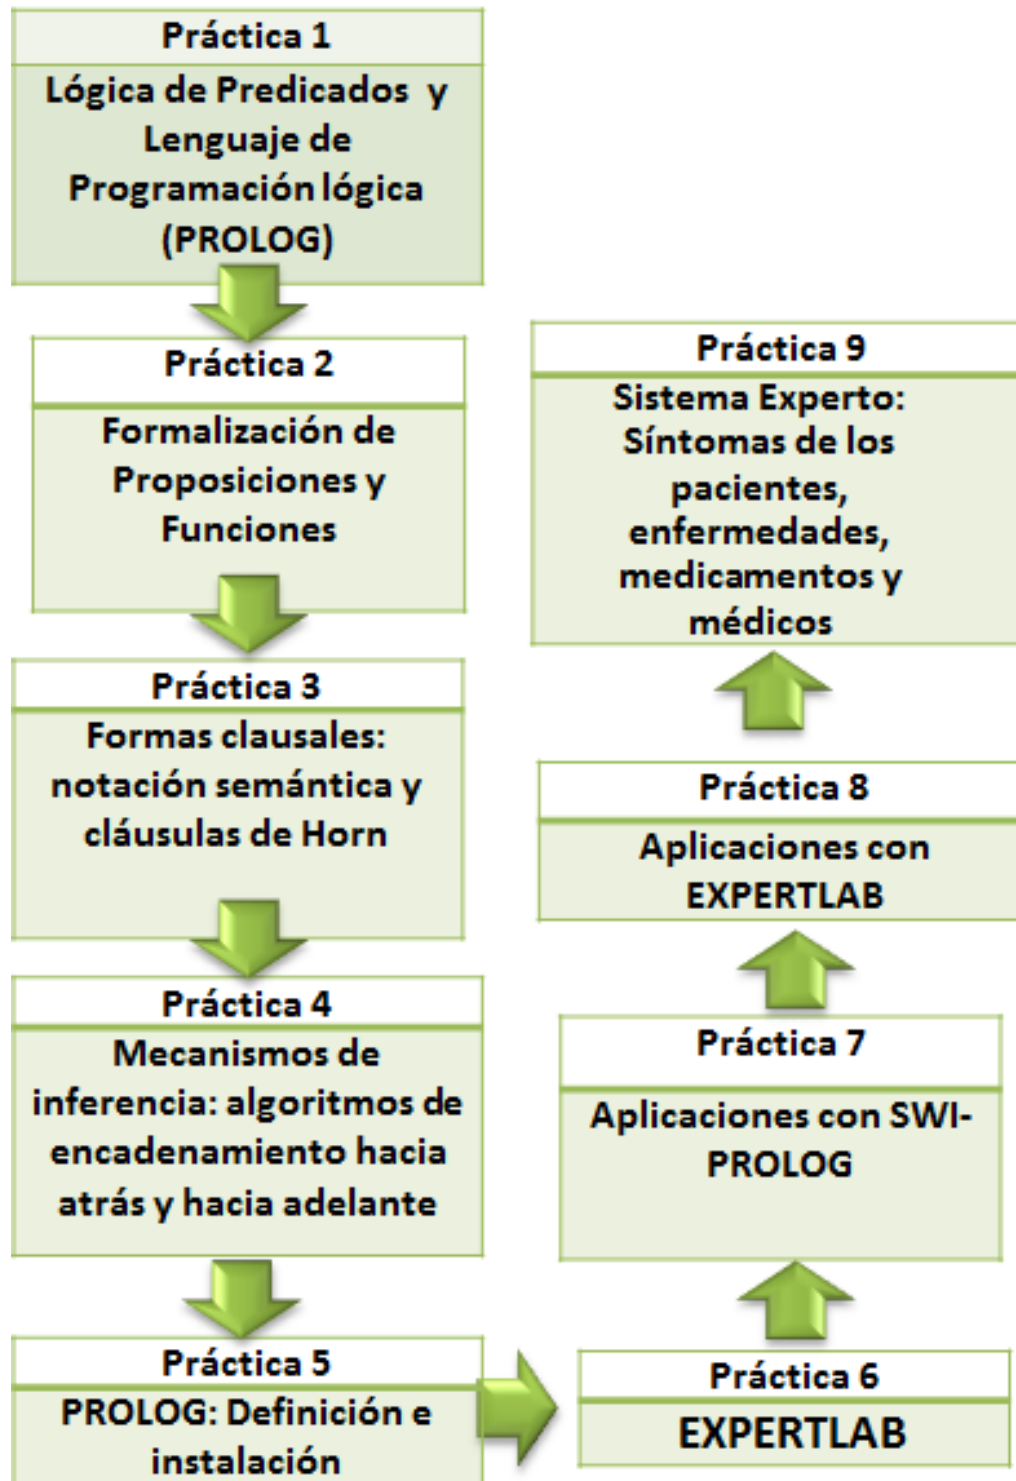 Práctica 1
Lógica de Predicados y
Lenguaje de
Programación lógica
(PROLOG)
Práctica 2
Formalización de
Proposiciones y
Funciones
Práctica 3
Formas clausales:
notación semántica y
cláusulas de Horn
Práctica 4
Mecanismos de
inferencia: algoritmos de
encadenamiento hacia
atrás y hacia adelante
Práctica 5
PROLOG: Definición e
instalación
Práctica 6
EXPERTLAB
Práctica 7
Aplicaciones con SWI-
PROLOG
Práctica 8
Aplicaciones con
EXPERTLAB
Práctica 9
Sistema Experto:
Síntomas de los
pacientes,
enfermedades,
medicamentos y
médicos